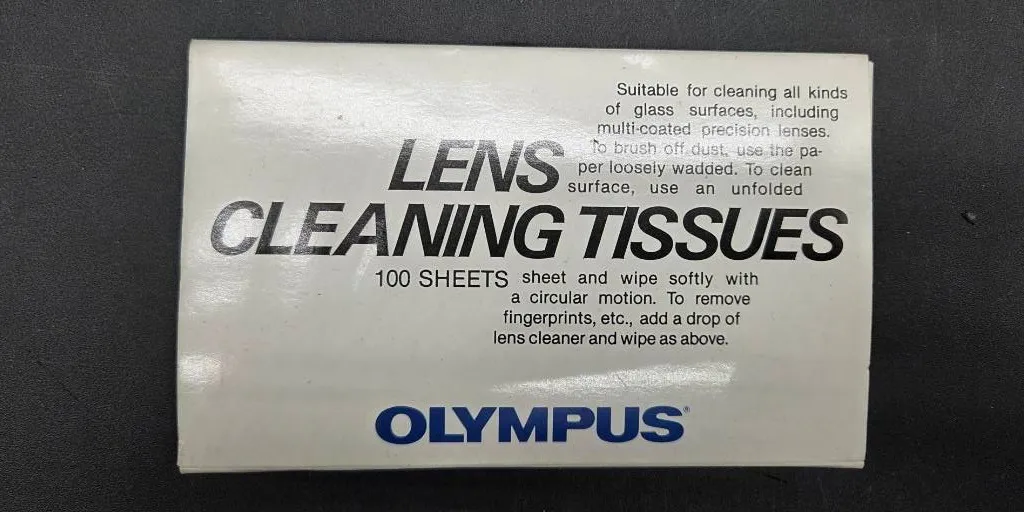 Suitable for cleaning all kinds
of glass surfaces, including
multi-coated precision lenses.
To brush off dust, use the pa-
per loosely wadded. To clean
surface, use an unfolded
LENS
CLEANING TISSUES
100 SHEETS
sheet and wipe softly with
a circular motion. To remove
fingerprints, etc., add a drop of
lens cleaner and wipe as above.
OLYMPUS®